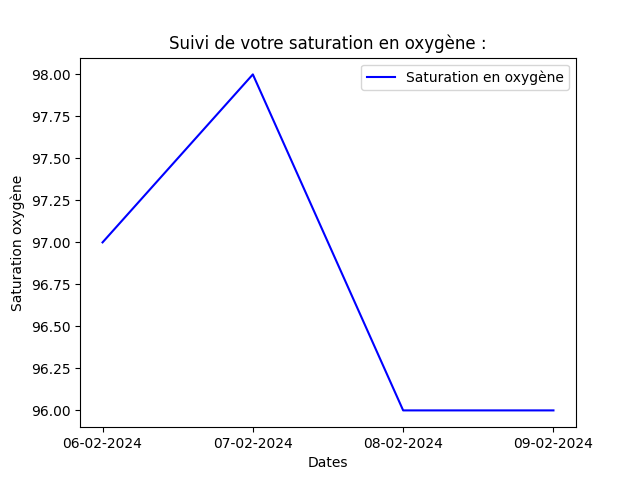 Suivi de votre saturation en oxygène :
Saturation en oxygène
98.00
97.75
97.50
97.25
97.00
96.75
96.50
96.25
96.00
Saturation oxygène
06-02-2024 07-02-2024 08-02-2024 09-02-2024
Dates